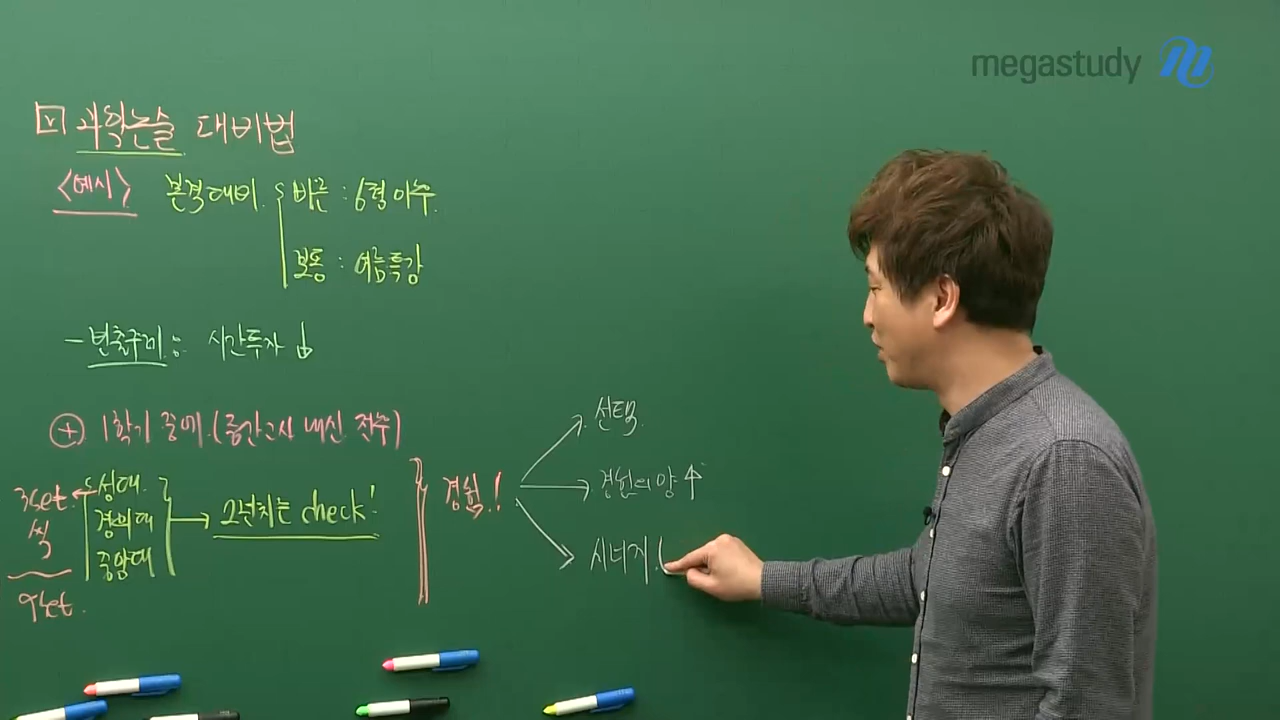 megastudy
☑ 과학논술 대비법
<예시> 본격대비 빠른 : 6평 이후
보통 : 여름특강
- 변춤주의 : 시간투자 ↓
⊕ 1학기 중에 (중간고사 내신 전후)
3set 씩
9set.
성대
경희대
중앙대
→ 2년치는 check!
경험!
선택
경험의 양 ↑
시너지